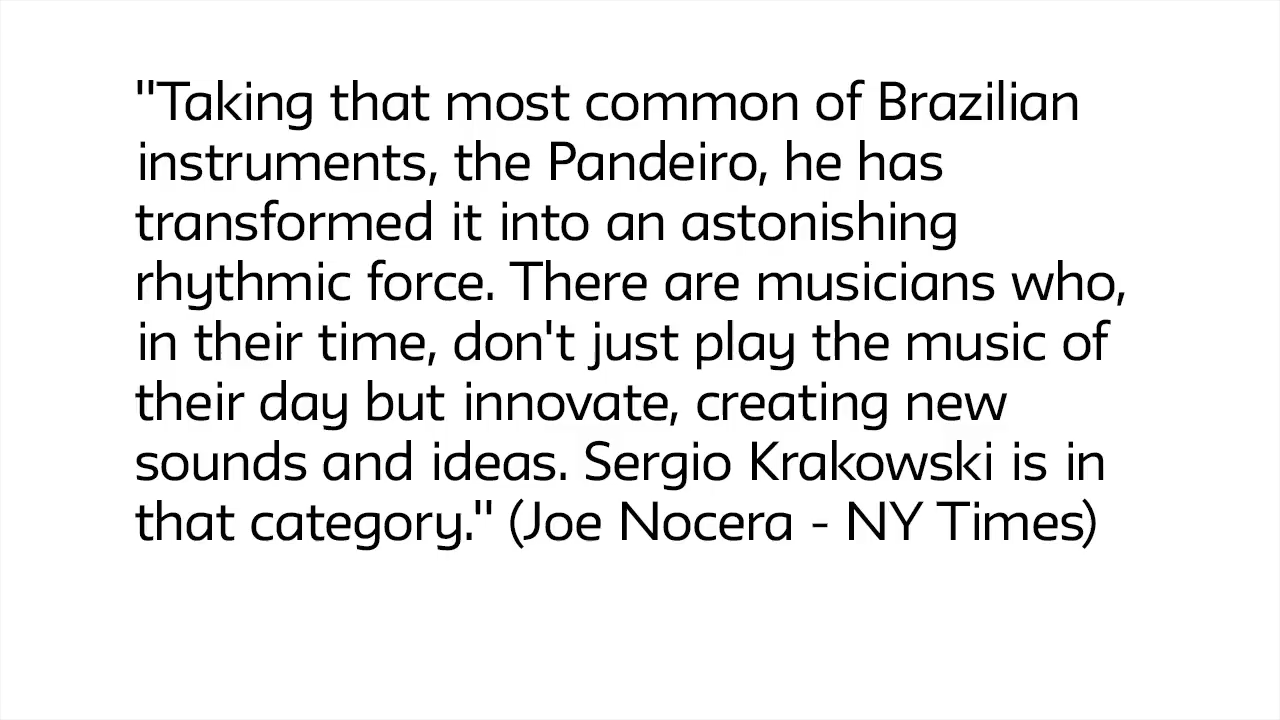 "Taking that most common of Brazilian
instruments, the Pandeiro, he has
transformed it into an astonishing
rhythmic force. There are musicians who,
in their time, don't just play the music of
their day but innovate, creating new
sounds and ideas. Sergio Krakowski is in
that category." (Joe Nocera - NY Times)